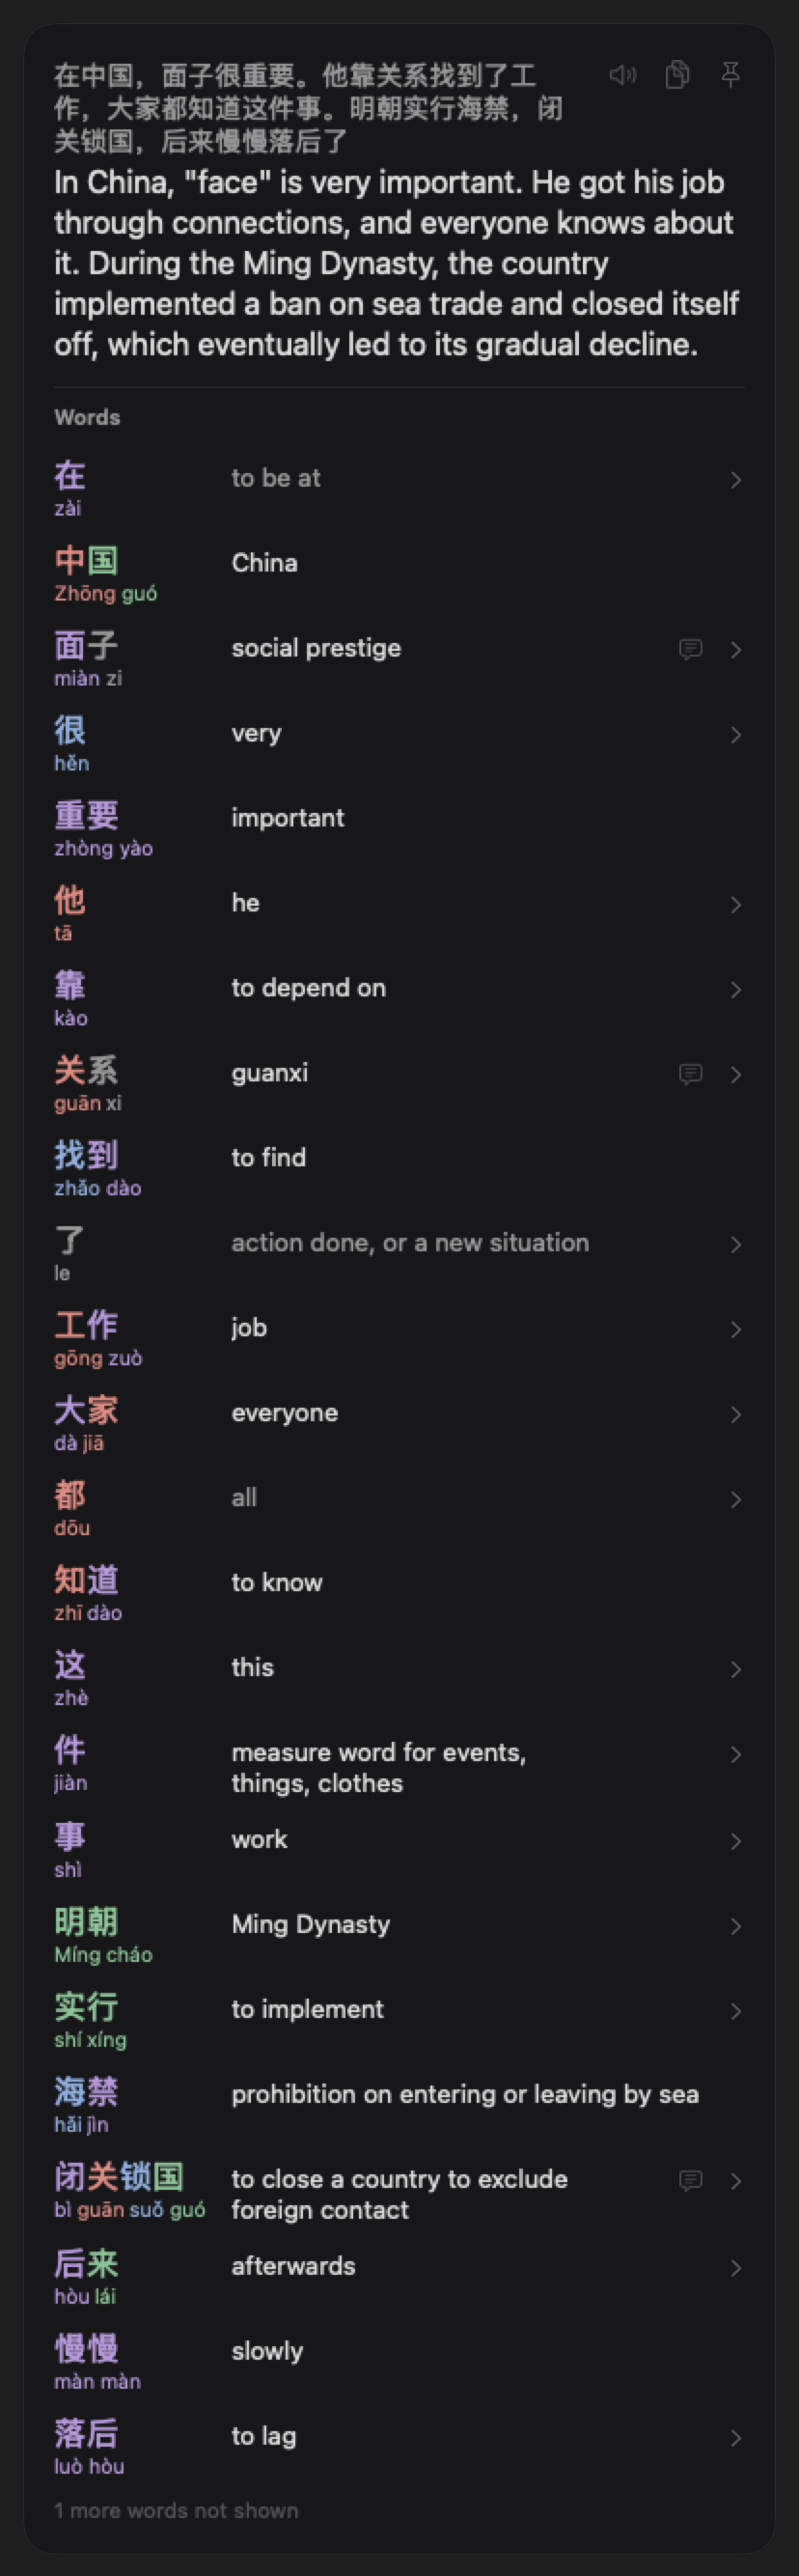 在中国，面子很重要。他靠关系找到了工
作，大家都知道这件事。明朝实行海禁，闭
关锁国，后来慢慢落后了
In China, "face" is very important. He got his job
through connections, and everyone knows about
it. During the Ming Dynasty, the country
implemented a ban on sea trade and closed itself
off, which eventually led to its gradual decline.
Words
在 to be at
zài
中国 China
Zhōng guó
面子 social prestige
miàn zi
很 very
hěn
重要 important
zhòng yào
他 he
tā
靠 to depend on
kào
关系 guanxi
guān xi
找到 to find
zhǎo dào
了 action done, or a new situation
le
工作 job
gōng zuò
大家 everyone
dà jiā
都 all
dōu
知道 to know
zhī dào
这 this
zhè
件 measure word for events,
jiàn things, clothes
事 work
shì
明朝 Ming Dynasty
Míng cháo
实行 to implement
shí xíng
海禁 prohibition on entering or leaving by sea
hǎi jìn
闭关锁国 to close a country to exclude
bì guān suǒ guó foreign contact
后来 afterwards
hòu lái
慢慢 slowly
màn màn
落后 to lag
luò hòu
1 more words not shown